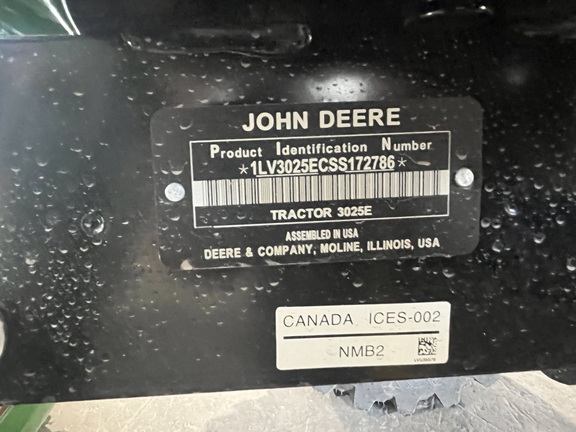 JOHN DEERE
Product Identification Number
*1LV3025ECSS172786*
TRACTOR 3025E
ASSEMBLED IN USA
DEERE & COMPANY, MOLINE, ILLINOIS, USA
CANADA ICES-002
NMB2